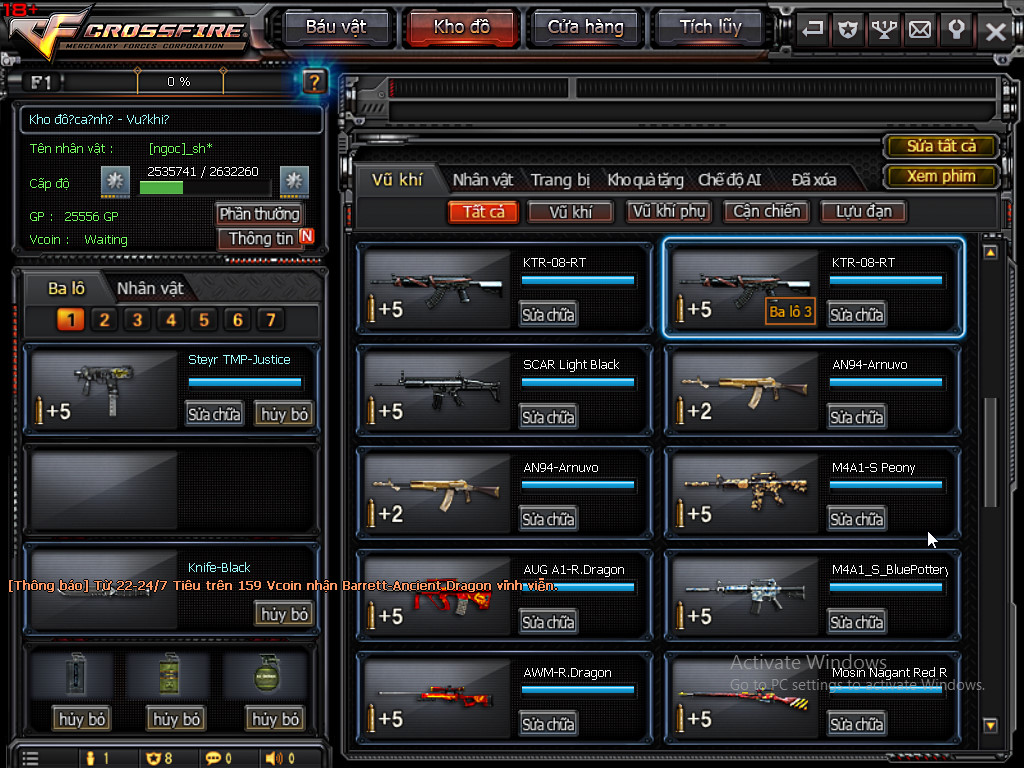 18+
CROSSFIRE
MERCENARY FORCES CORPORATION
Báu vật
Kho đồ
Cửa hàng
Tích lũy
F1
0 %
?
Kho đồ?ca?nh? - Vu?khi?
Tên nhân vật :
[ngoc]_sh*
Cấp độ
2535741 / 2632260
GP : 25556 GP
Phần thưởng
Vcoin : Waiting
Thông tin
N
Sửa tất cả
Xem phim
Vũ khí
Nhân vật
Trang bị
Kho quà tặng
Chế độ AI
Đã xóa
Tất cả
Vũ khí
Vũ khí phụ
Cận chiến
Lựu đạn
Ba lô
Nhân vật
1 2 3 4 5 6 7
Steyr TMP-Justice
+5
Sửa chữa
hủy bỏ
Knife-Black
hủy bỏ
[Thông báo] Từ 22-24/7 Tiêu trên 159 Vcoin nhận Barrett-Ancient Dragon vĩnh viễn.
hủy bỏ
hủy bỏ
hủy bỏ
1
8
0
0
KTR-08-RT
+5
Sửa chữa
KTR-08-RT
+5
Ba lô 3
Sửa chữa
SCAR Light Black
+5
Sửa chữa
AN94-Arnuvo
+2
Sửa chữa
AN94-Arnuvo
+2
Sửa chữa
M4A1-S Peony
+5
Sửa chữa
AUG A1-R.Dragon
+5
Sửa chữa
M4A1_S_BluePottery
+5
Sửa chữa
AWM-R.Dragon
+5
Sửa chữa
Mosin Nagant Red R
+5
Sửa chữa
Activate Windows
Go to PC settings to activate Windows.